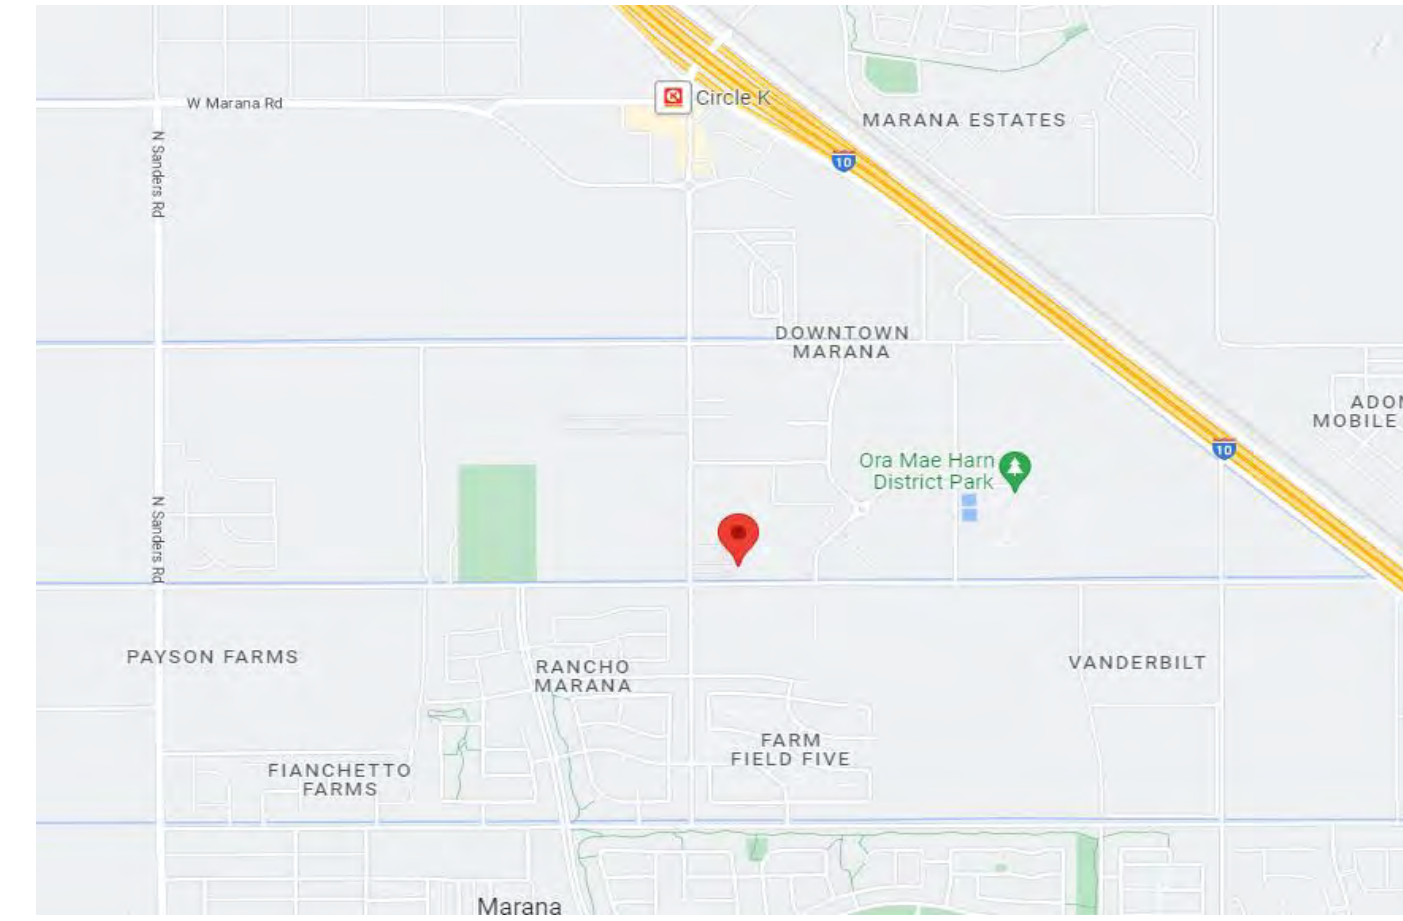 W Marana Rd
Circle K
MARANA ESTATES
10
N Sanders Rd
DOWNTOWN
MARANA
ADO
MOBILE
10
Ora Mae Harn
District Park
N Sanders Rd
PAYSON FARMS
RANCHO
MARANA
VANDERBILT
FARM
FIELD FIVE
FIANCHETTO
FARMS
Marana